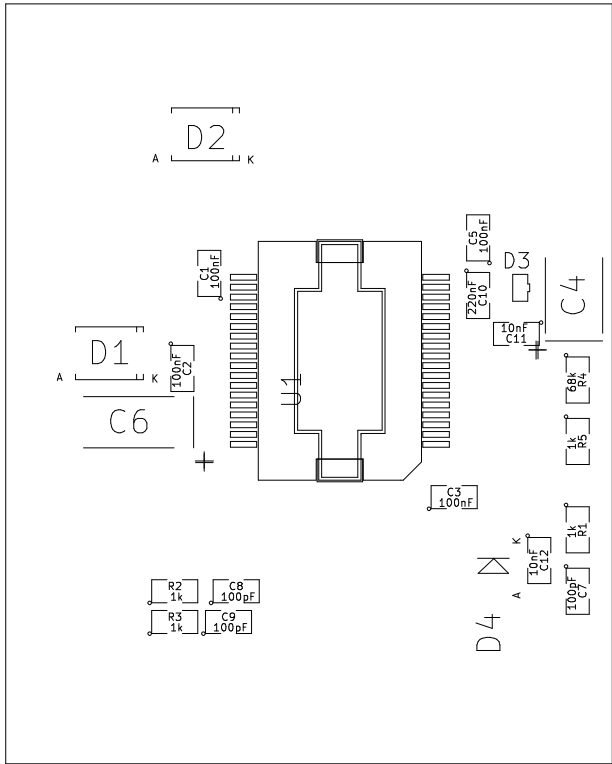 D2
A
K
C5
100nF
C1
100nF
D3
220nF
C10
C4
10nF
C11
D1
A
K
100nF
C2
68k
R4
U1
C6
1k
R5
C3
100nF
1k
R1
K
10nF
C12
A
100pF
C7
R2
1k
C8
100pF
R3
1k
C9
100pF
D4